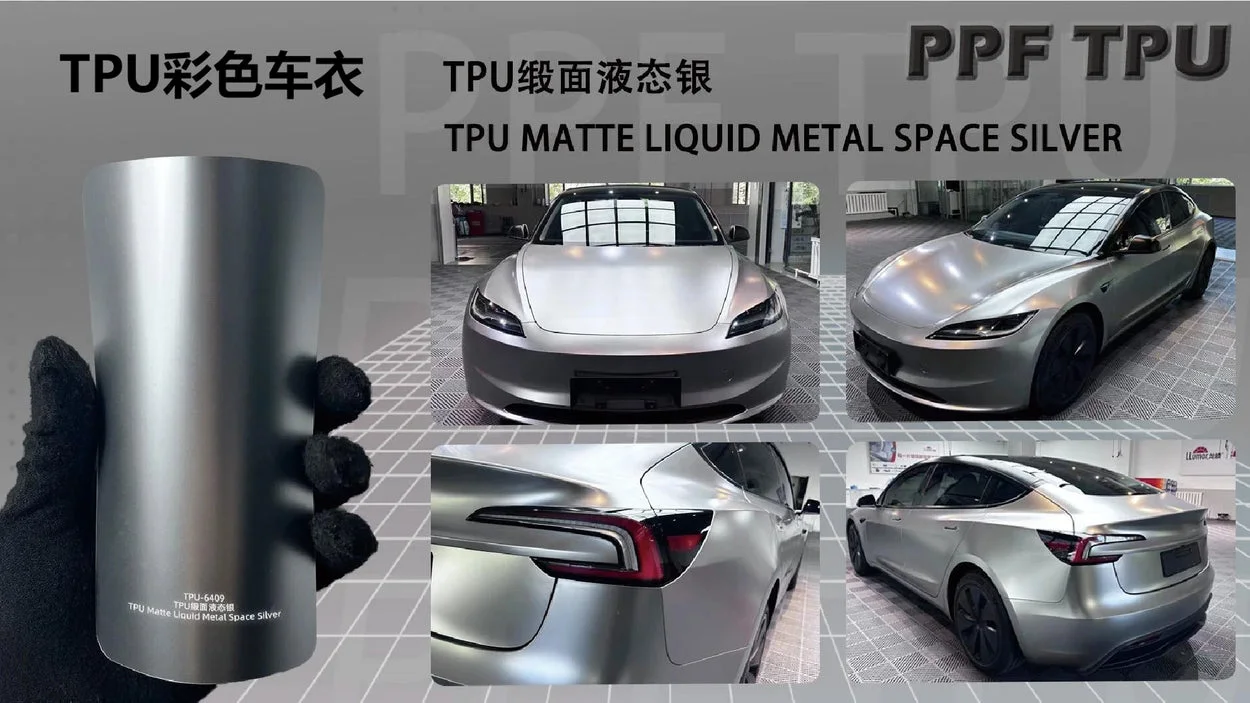 PPF TPU
TPU彩色车衣
TPU缎面液态银
TPU MATTE LIQUID METAL SPACE SILVER
PPF TPU
TPU-6409
TPU缎面液态银
TPU Matte Liquid Metal Space Silver